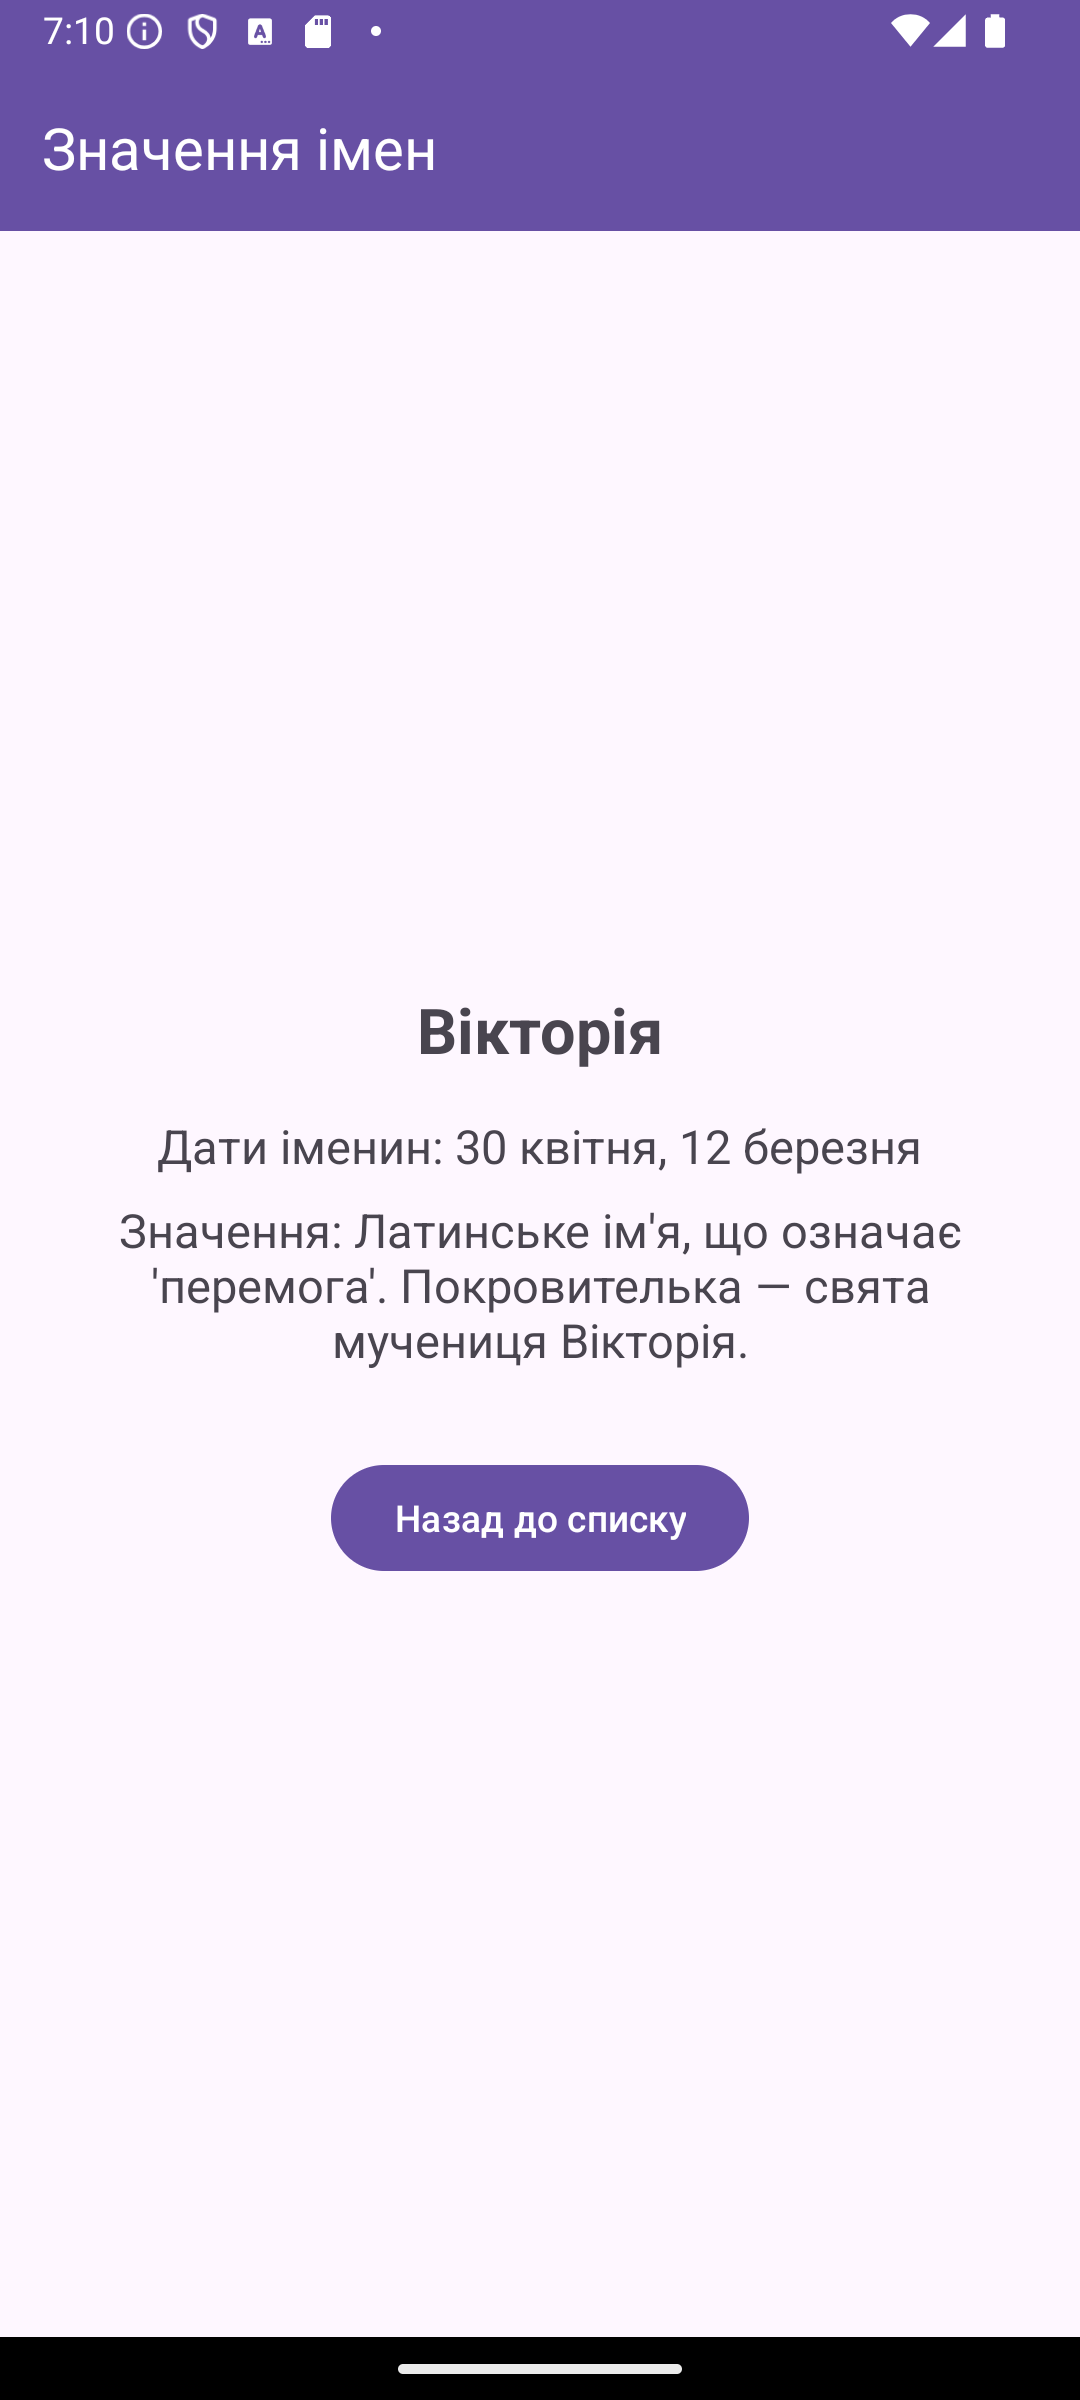 7:10
Значення імен
Вікторія
Дати іменин: 30 квітня, 12 березня
Значення: Латинське ім'я, що означає
'перемога'. Покровителька — свята
мучениця Вікторія.
Назад до списку